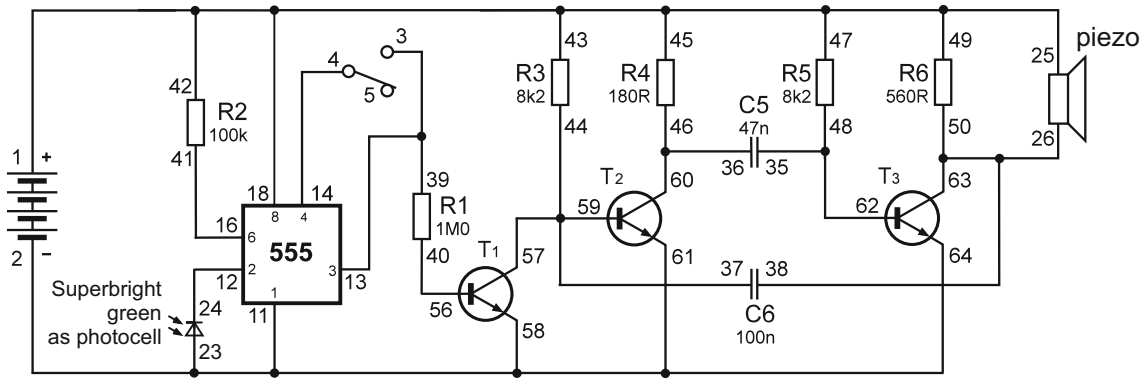 3
43
45
47
49
piezo
25
4
5
42
R2
100k
41
R3
8k2
R4
180R
C5
47n
R5
8k2
R6
560R
44
46
48
50
26
36
35
1
+
2
−
18
14
8
4
16
6
555
12
2
3
13
1
11
39
R1
1M0
40
T1
57
56
58
59
T2
60
61
62
T3
63
64
37
38
C6
100n
Superbright
green
as photocell
24
23